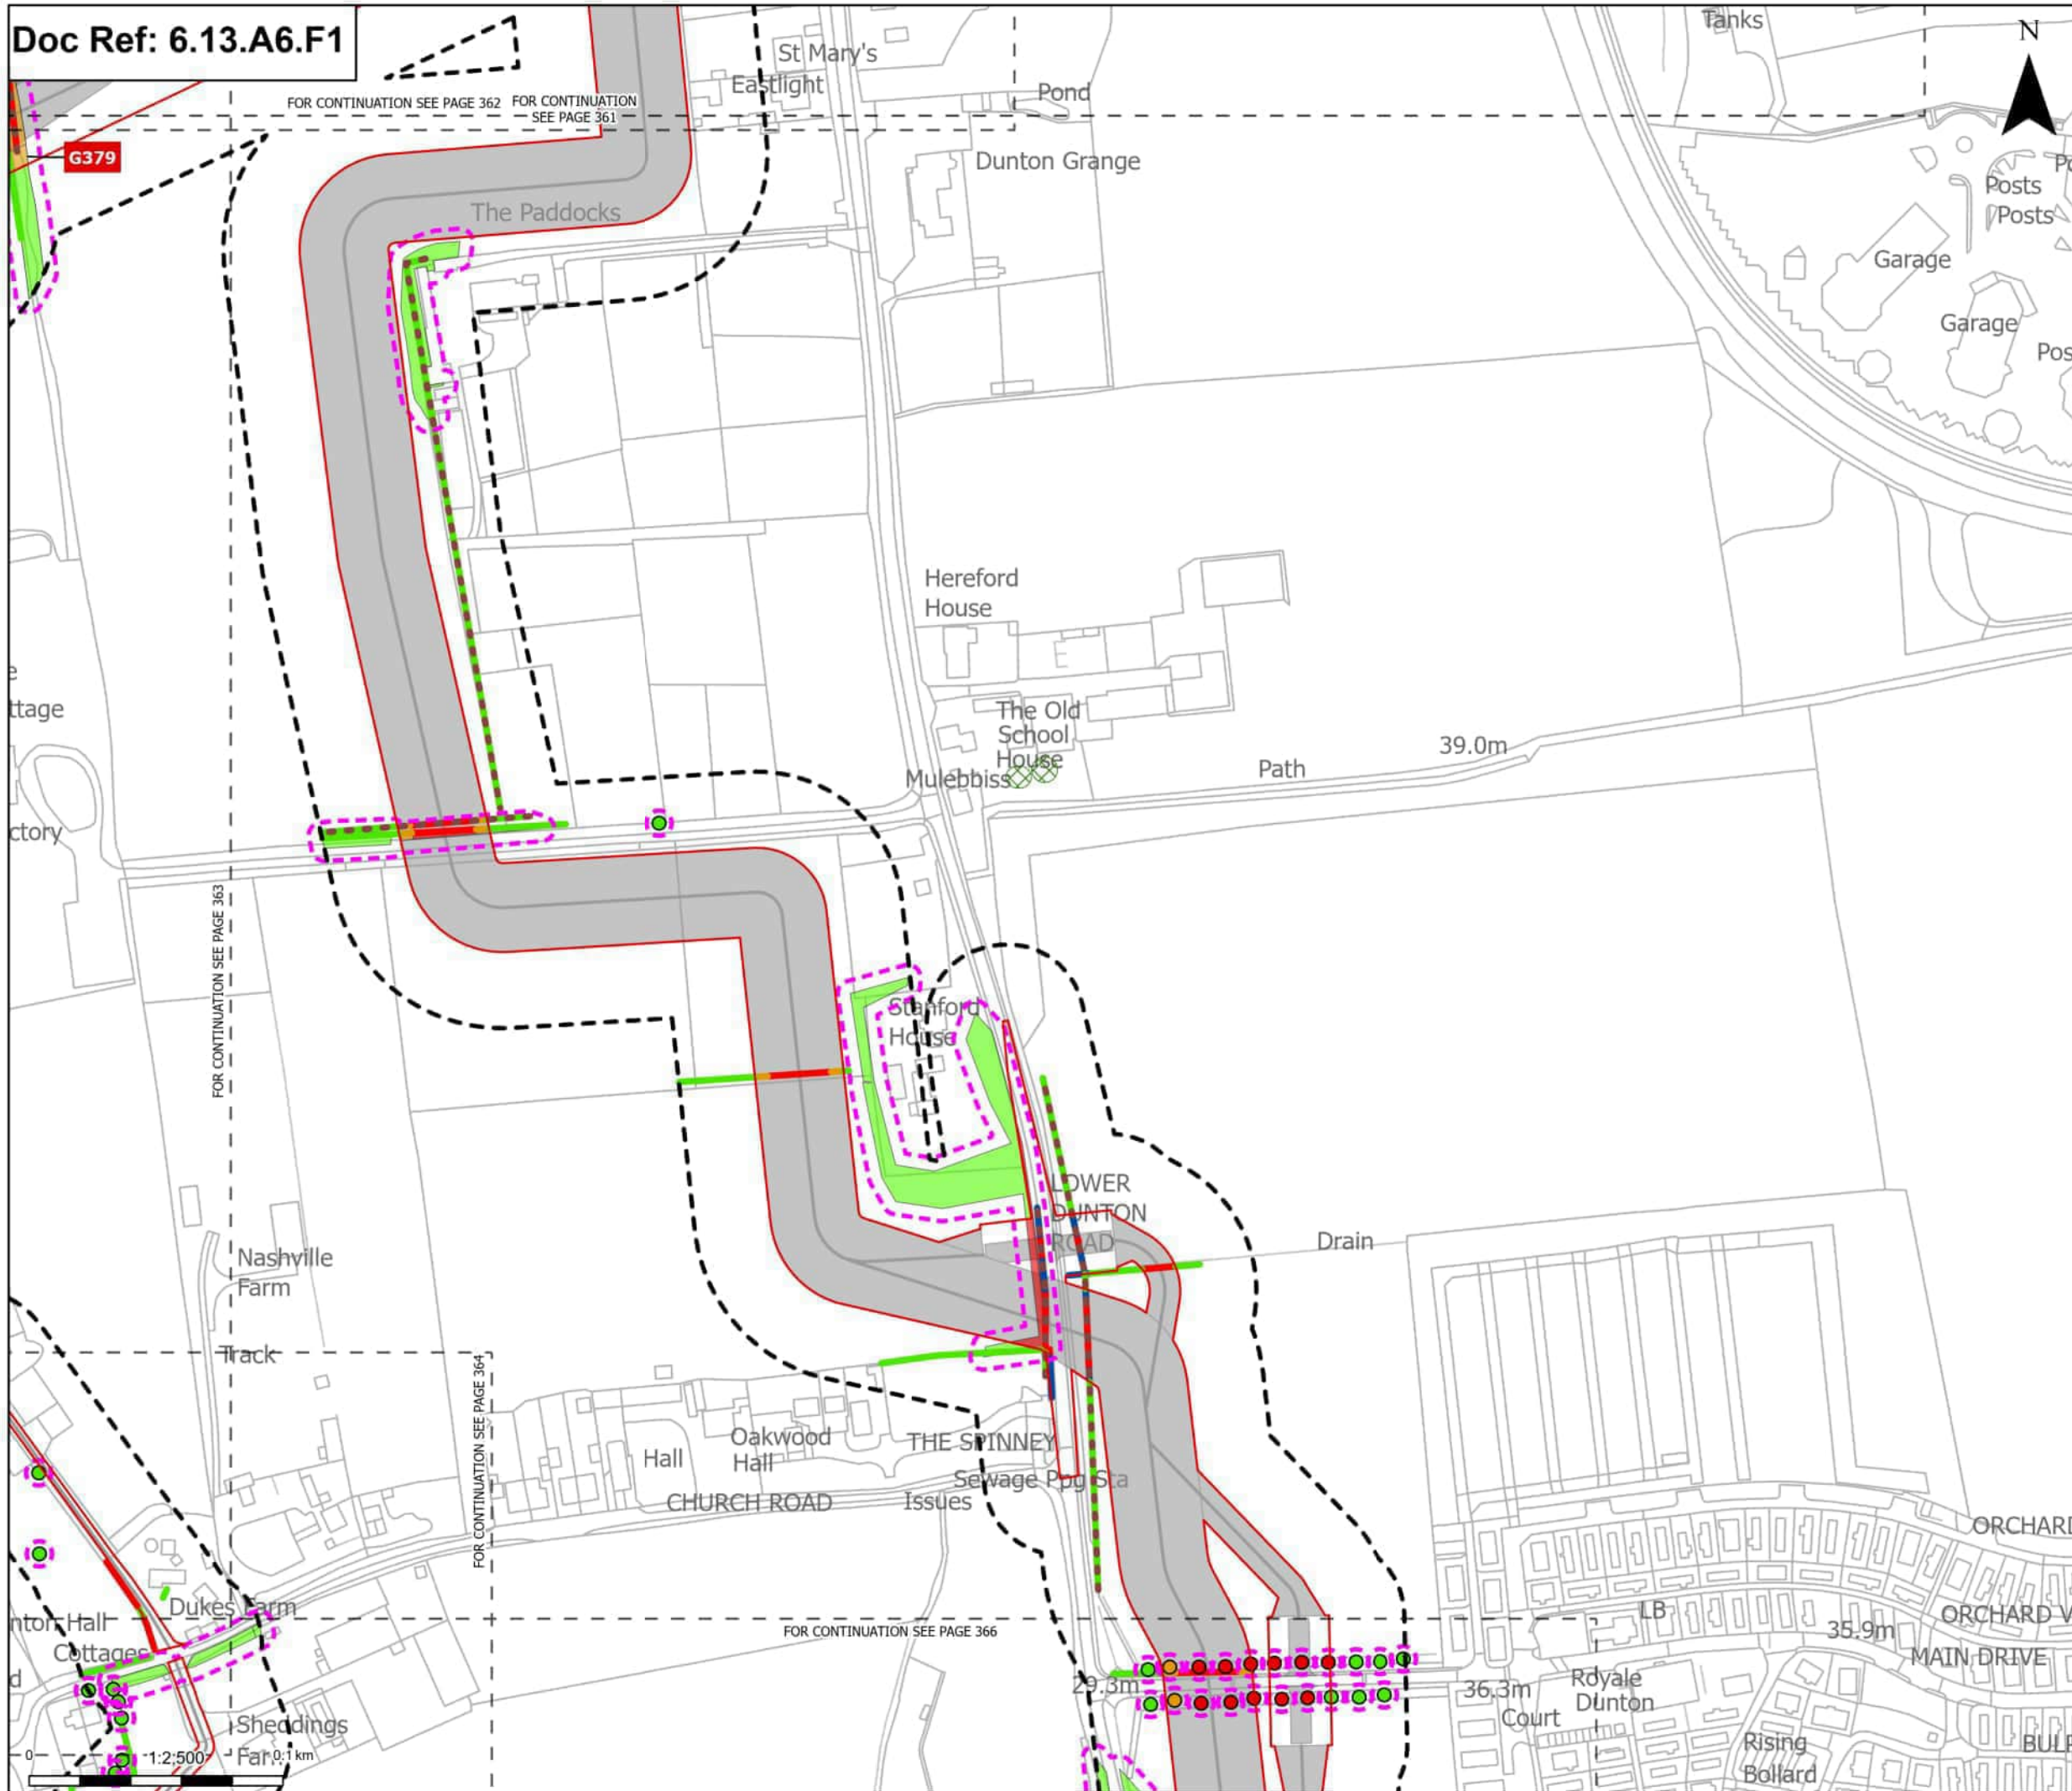 Doc Ref: 6.13.A6.F1
N
Tanks
St Mary's
Eastlight
Pond
FOR CONTINUATION SEE PAGE 362
FOR CONTINUATION
SEE PAGE 361
G379
Dunton Grange
Posts
Posts
The Paddocks
Garage
Garage
Hereford
House
ttage
The Old
School
House
Mulebbiss
39.0m
Path
ctory
FOR CONTINUATION SEE PAGE 363
Stanford
House
LOWER
DUNTON
ROAD
Drain
Nashville
Farm
Track
FOR CONTINUATION SEE PAGE 364
Hall
Oakwood
Hall
THE SPINNEY
Sewage Ppg Sta
CHURCH ROAD
Issues
ORCHARD
Dukes Farm
nton Hall
Cottages
FOR CONTINUATION SEE PAGE 366
LB
ORCHARD
35.9m
MAIN DRIVE
29.3m
36.3m
Royale
Dunton
Court
d
Sheddings
Far
0
1:2,500
0.1 km
Rising
Bollard